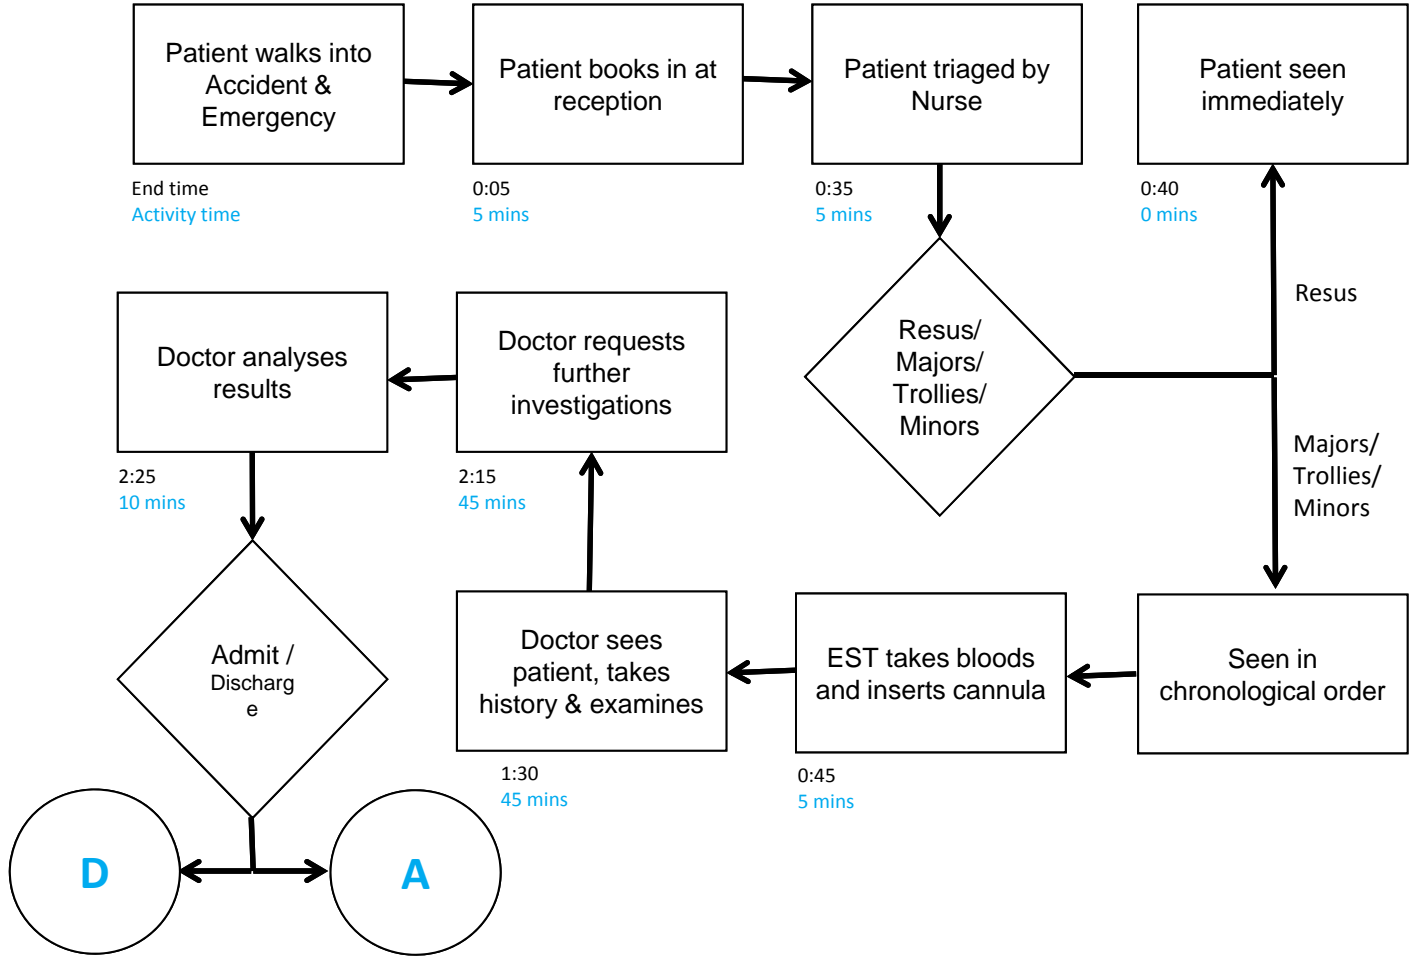 Patient walks into
Accident &
Emergency
End time
Activity time
Patient books in at
reception
0:05
5 mins
Patient triaged by
Nurse
0:35
5 mins
Patient seen
immediately
0:40
0 mins
Resus/
Majors/
Trollies/
Minors
Resus
Majors/
Trollies/
Minors
Seen in
chronological order
EST takes bloods
and inserts cannula
0:45
5 mins
Doctor sees
patient, takes
history & examines
1:30
45 mins
Doctor requests
further
investigations
2:15
45 mins
Doctor analyses
results
2:25
10 mins
Admit /
Discharg
e
D
A